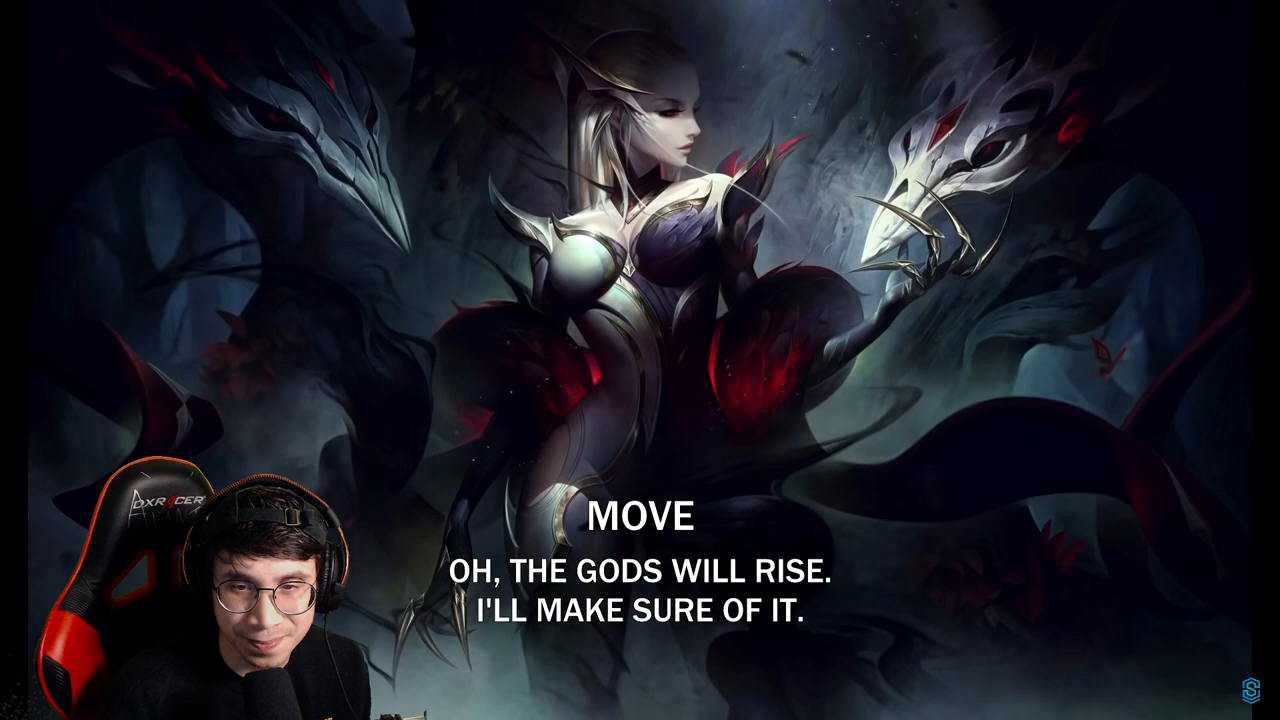 DXRACER
MOVE
OH, THE GODS WILL RISE.
I'LL MAKE SURE OF IT.